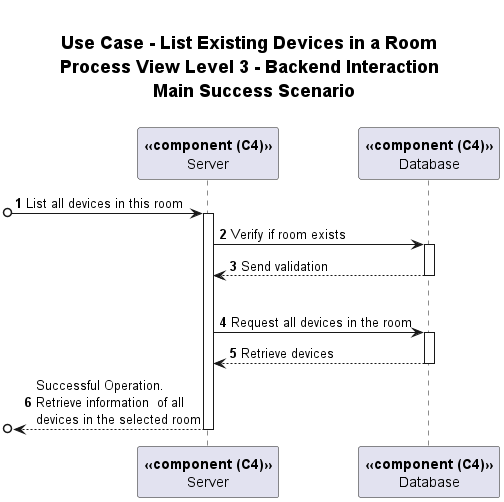 Use Case - List Existing Devices in a Room
Process View Level 3 - Backend Interaction
Main Success Scenario
«component (C4)»
Server
«component (C4)»
Database
1 List all devices in this room
2 Verify if room exists
3 Send validation
4 Request all devices in the room
5 Retrieve devices
Successful Operation.
6 Retrieve information  of all
devices in the selected room
«component (C4)»
Server
«component (C4)»
Database